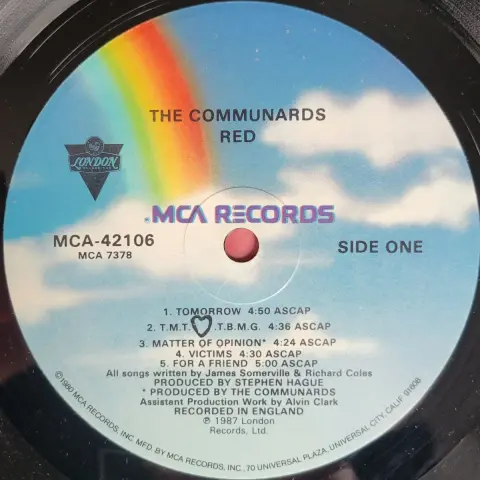 THE COMMUNARDS
RED
LONDON
MCA RECORDS
MCA-42106
MCA 7378
SIDE ONE
1. TOMORROW 4:50 ASCAP
2. T.M.T.♡.T.B.M.G. 4:36 ASCAP
3. MATTER OF OPINION* 4:24 ASCAP
4. VICTIMS 4:30 ASCAP
5. FOR A FRIEND 5:00 ASCAP
All songs written by James Somerville & Richard Coles
PRODUCED BY STEPHEN HAGUE
* PRODUCED BY THE COMMUNARDS
Assistant Production Work by Alvin Clark
RECORDED IN ENGLAND
℗ 1987 London
Records, Ltd.
©1980 MCA RECORDS, INC. MFD. BY MCA RECORDS, INC., 70 UNIVERSAL PLAZA, UNIVERSAL CITY, CALIF. 91608